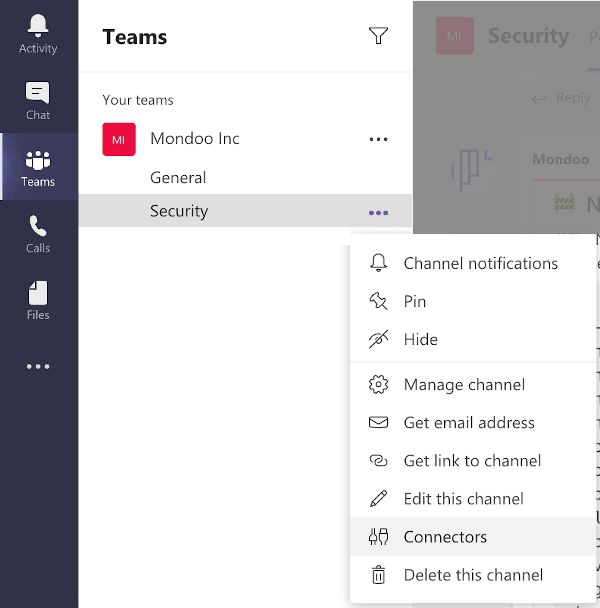 Activity
Chat
Teams
Calls
Files
Teams
Your teams
MI
Mondoo Inc
General
Security
MI
Security
Reply
Mondoo
N
Channel notifications
Pin
Hide
Manage channel
Get email address
Get link to channel
Edit this channel
Connectors
Delete this channel